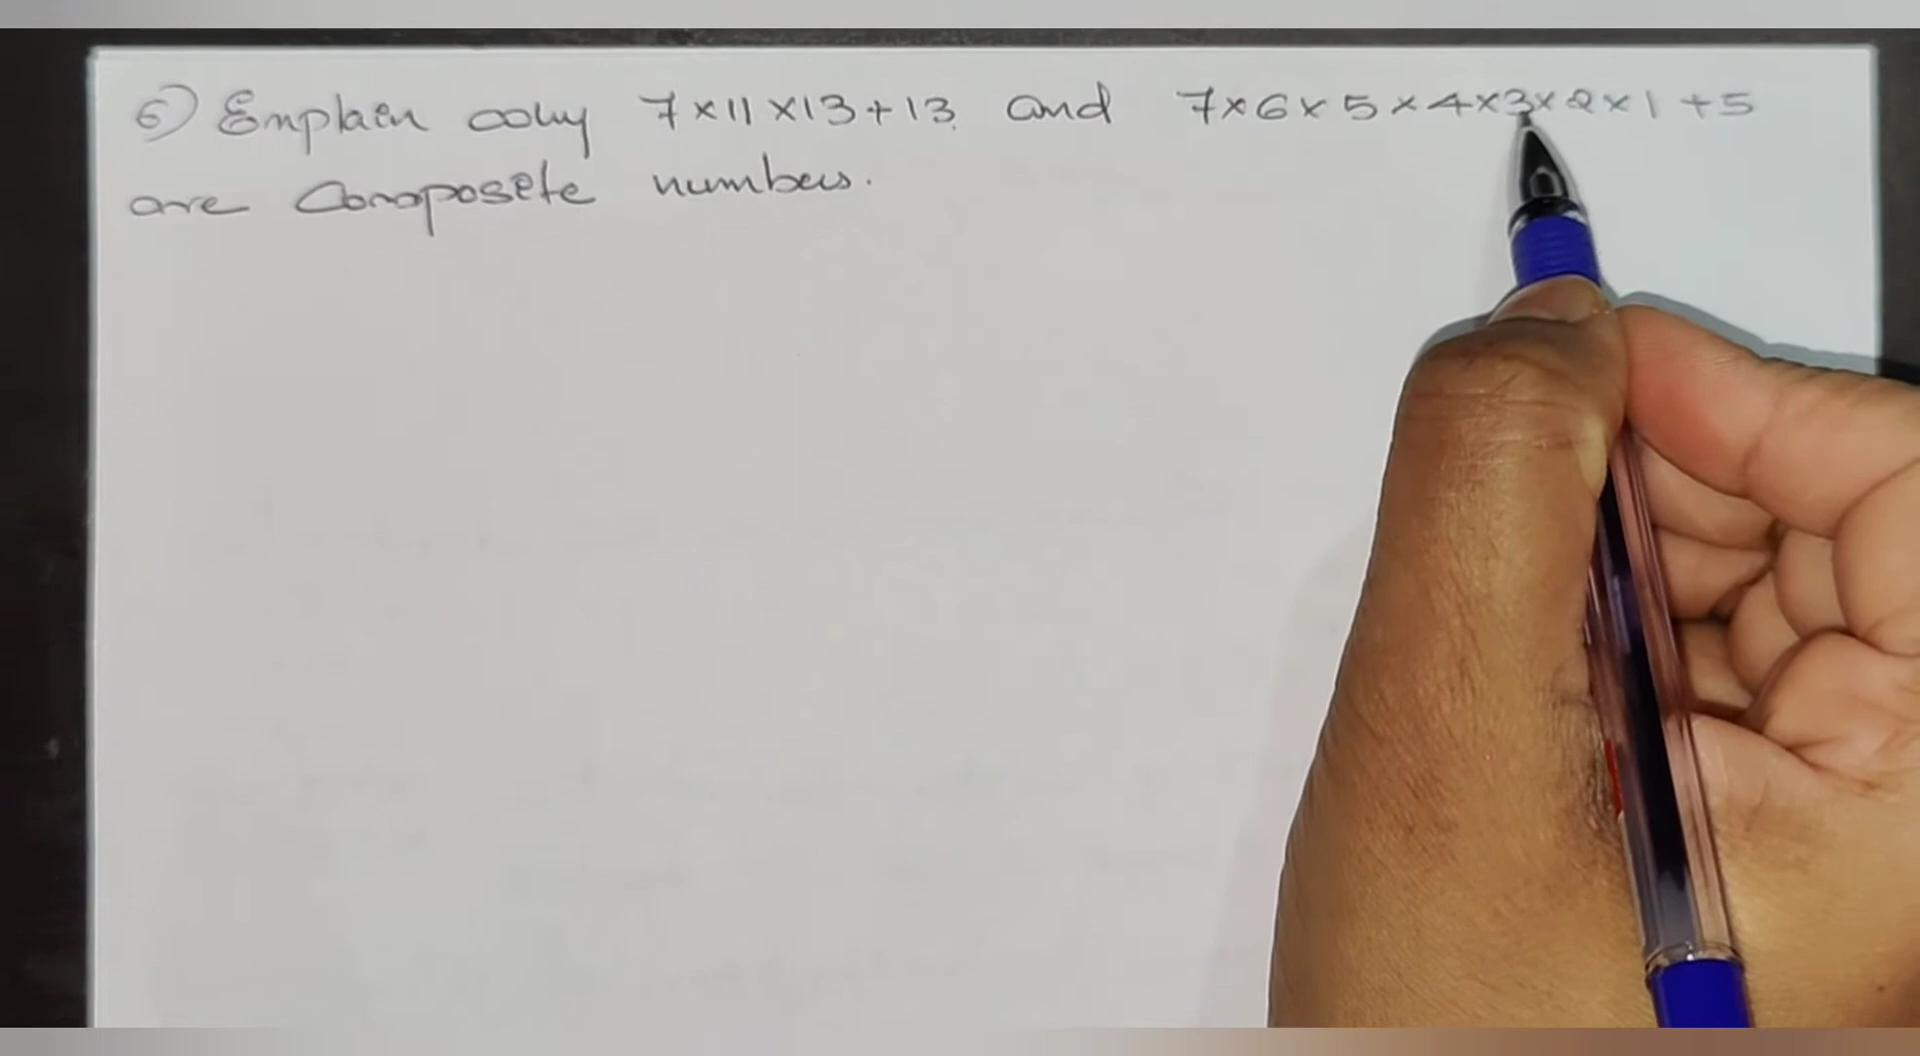 6) Explain why 7×11×13+13 and 7×6×5×4×3×2×1+5
are Composite numbers.